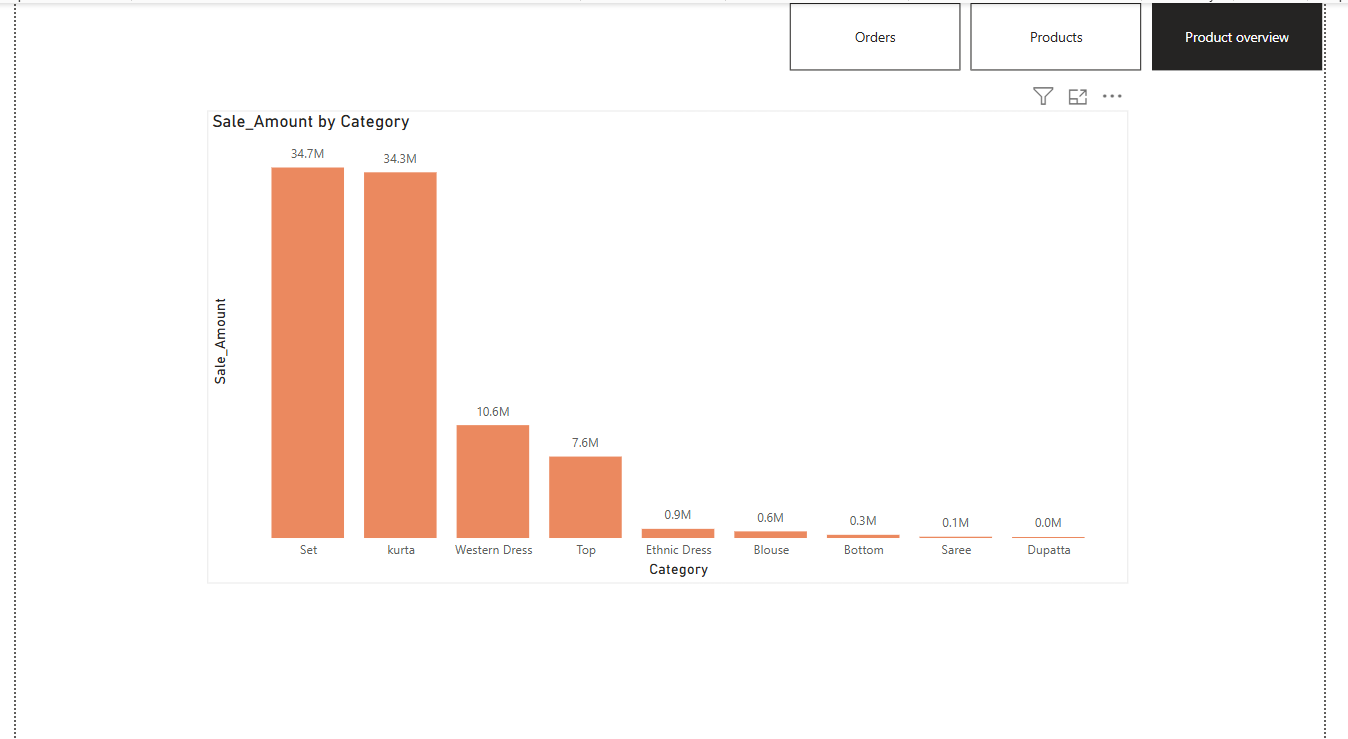 Orders Products Product overview
Sale_Amount by Category
34.7M 34.3M
10.6M
7.6M
0.9M 0.6M 0.3M 0.1M 0.0M
Sale_Amount
Set kurta Western Dress Top Ethnic Dress Blouse Bottom Saree Dupatta
Category